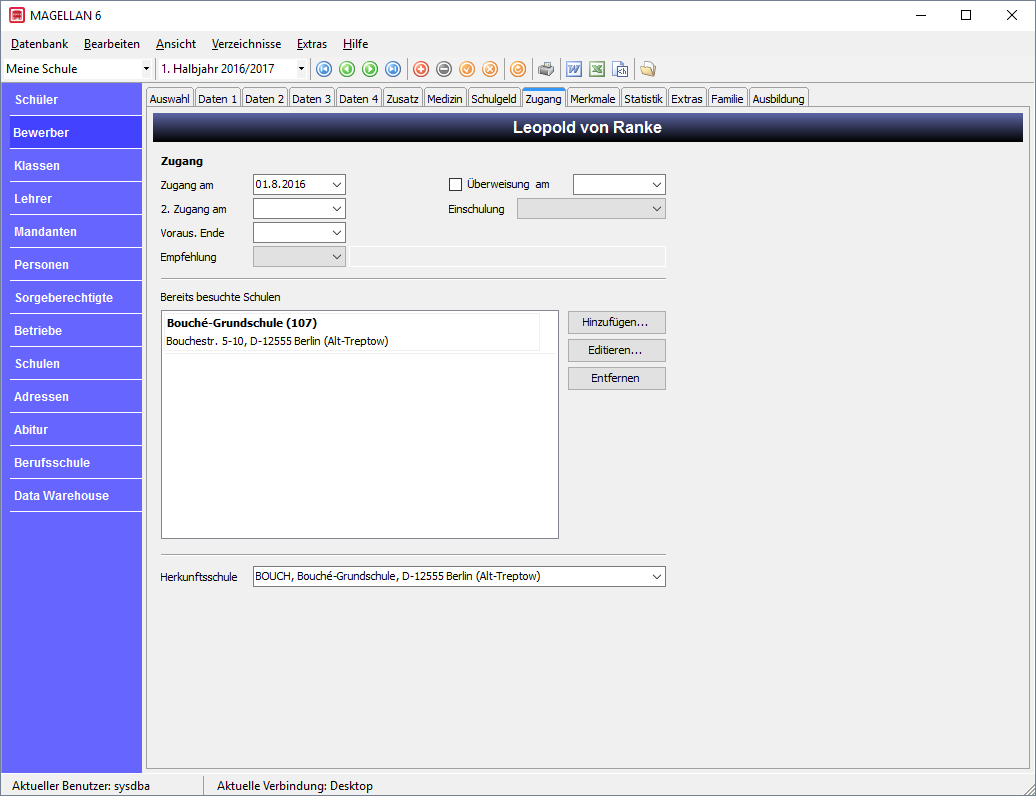 MAGELLAN 6
Datenbank Bearbeiten Ansicht Verzeichnisse Extras Hilfe
Meine Schule 1. Halbjahr 2016/2017
Schüler
Bewerber
Klassen
Lehrer
Mandanten
Personen
Sorgeberechtigte
Betriebe
Schulen
Adressen
Abitur
Berufsschule
Data Warehouse
Auswahl Daten 1 Daten 2 Daten 3 Daten 4 Zusatz Medizin Schulgeld Zugang Merkmale Statistik Extras Familie Ausbildung
Leopold von Ranke
Zugang
Zugang am 01.8.2016 Überweisung am
2. Zugang am Einschulung
Voraus. Ende
Empfehlung
Bereits besuchte Schulen
Bouché-Grundschule (107)
Bouchestr. 5-10, D-12555 Berlin (Alt-Treptow)
Hinzufügen...
Editieren...
Entfernen
Herkunftsschule BOUCH, Bouché-Grundschule, D-12555 Berlin (Alt-Treptow)
Aktueller Benutzer: sysdba Aktuelle Verbindung: Desktop